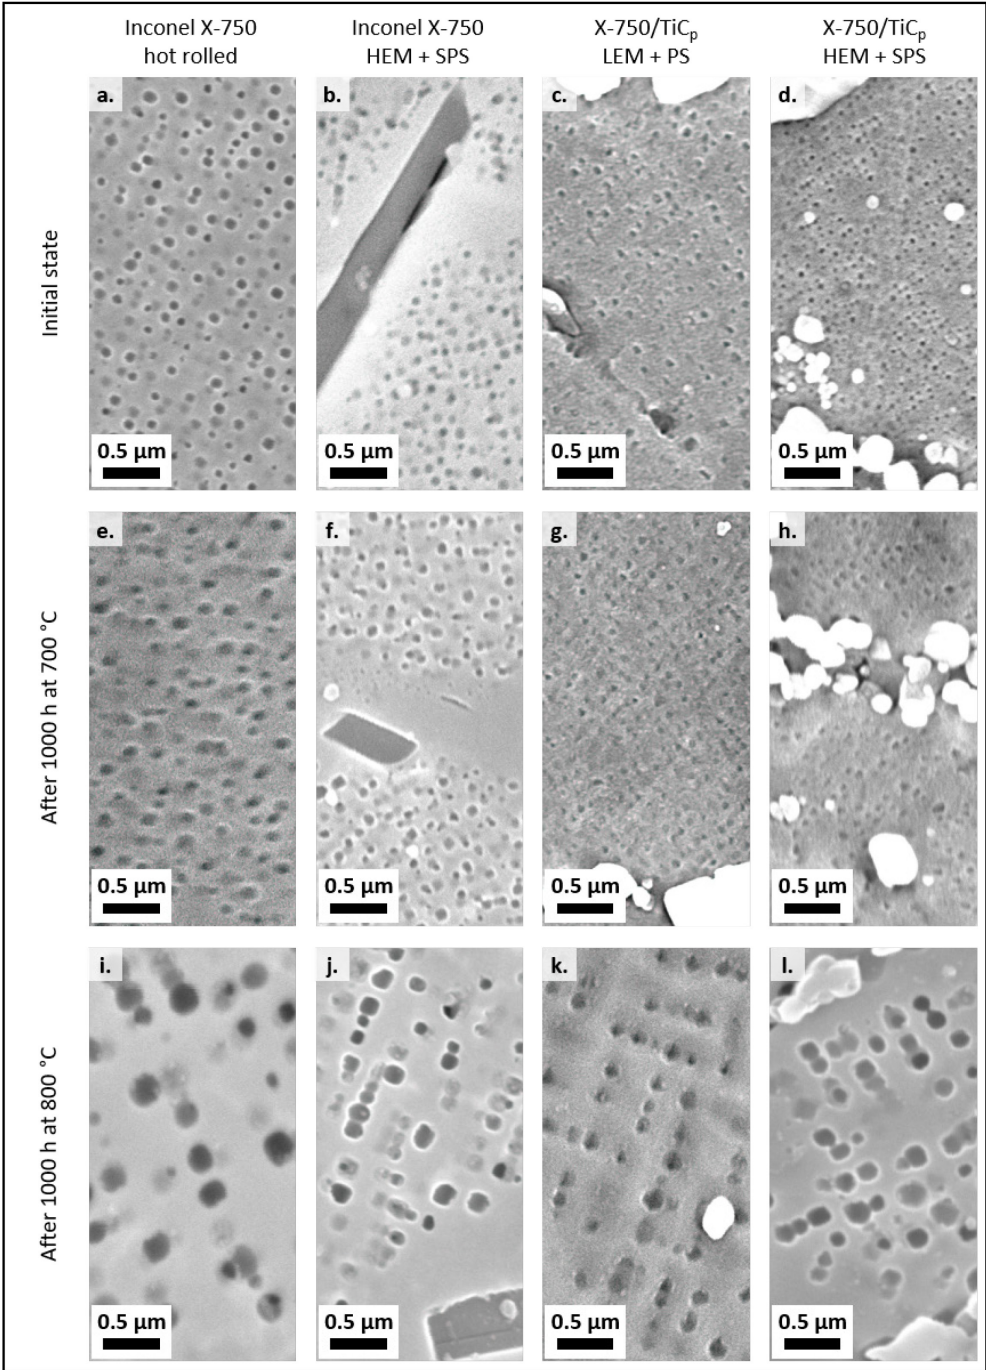 Inconel X-750
hot rolled
Inconel X-750
HEM + SPS
X-750/TiCp
LEM + PS
X-750/TiCp
HEM + SPS
Initial state
a.
b.
c.
d.
0.5 µm
0.5 µm
0.5 µm
0.5 µm
After 1000 h at 700 °C
e.
f.
g.
h.
0.5 µm
0.5 µm
0.5 µm
0.5 µm
After 1000 h at 800 °C
i.
j.
k.
l.
0.5 µm
0.5 µm
0.5 µm
0.5 µm